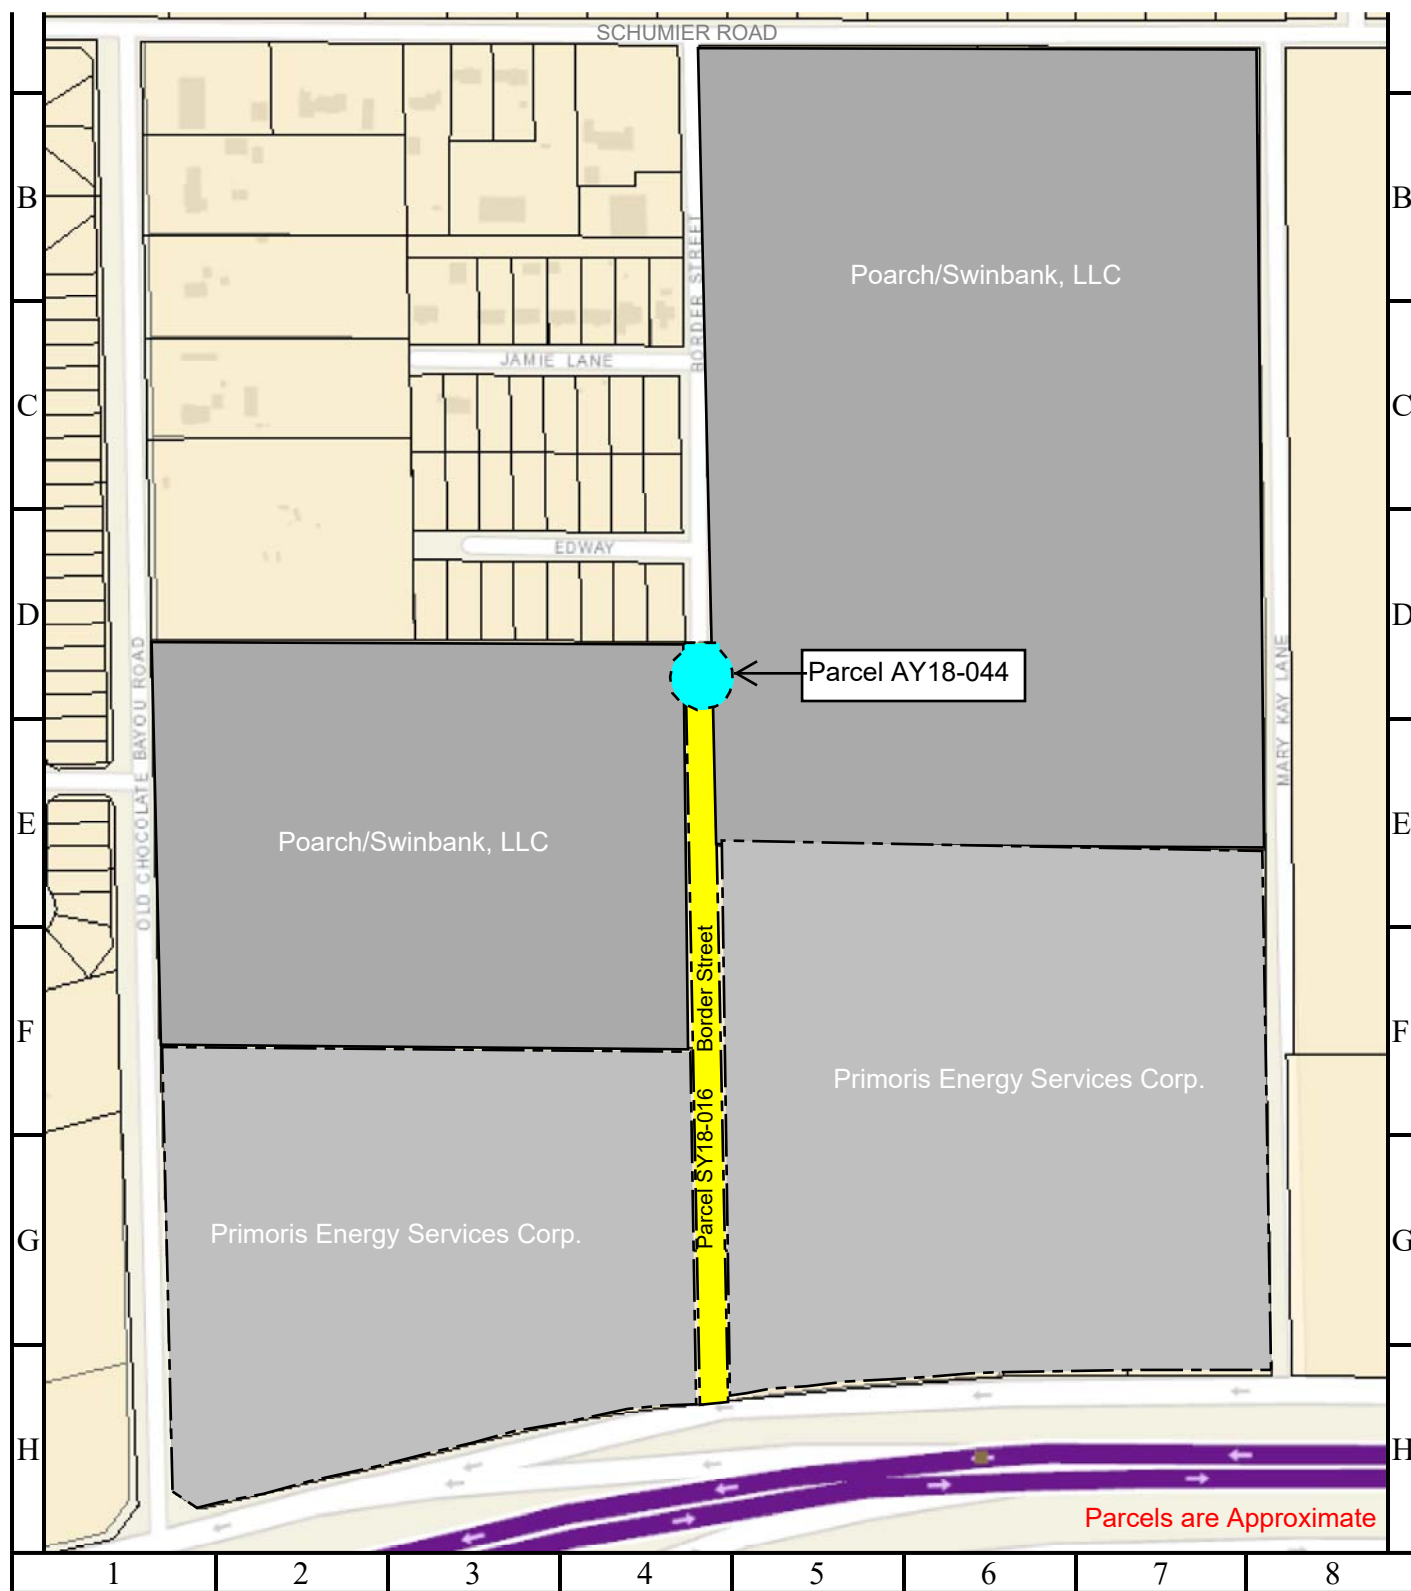 SCHUMIER ROAD
B
B
BORDER STREET
Poarch/Swinbank, LLC
JAMIE LANE
C
C
EDWAY
D
D
OLD CHOCOLATE BAYOU ROAD
Parcel AY18-044
MARY KAY LANE
E
E
Poarch/Swinbank, LLC
Parcel SY18-016 Border Street
F
F
Primoris Energy Services Corp.
Primoris Energy Services Corp.
G
G
H
H
Parcels are Approximate
1 2 3 4 5 6 7 8